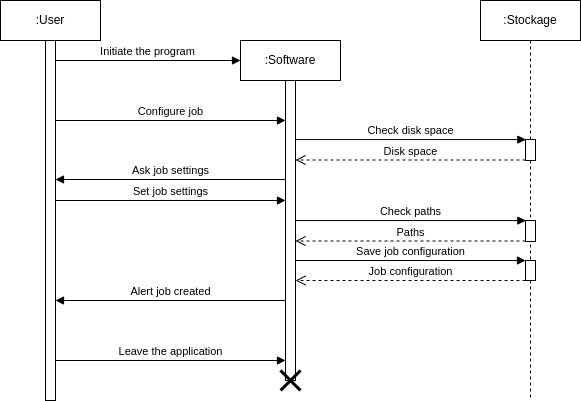 :User
:Stockage
Initiate the program
:Software
Configure job
Check disk space
Disk space
Ask job settings
Set job settings
Check paths
Paths
Save job configuration
Job configuration
Alert job created
Leave the application